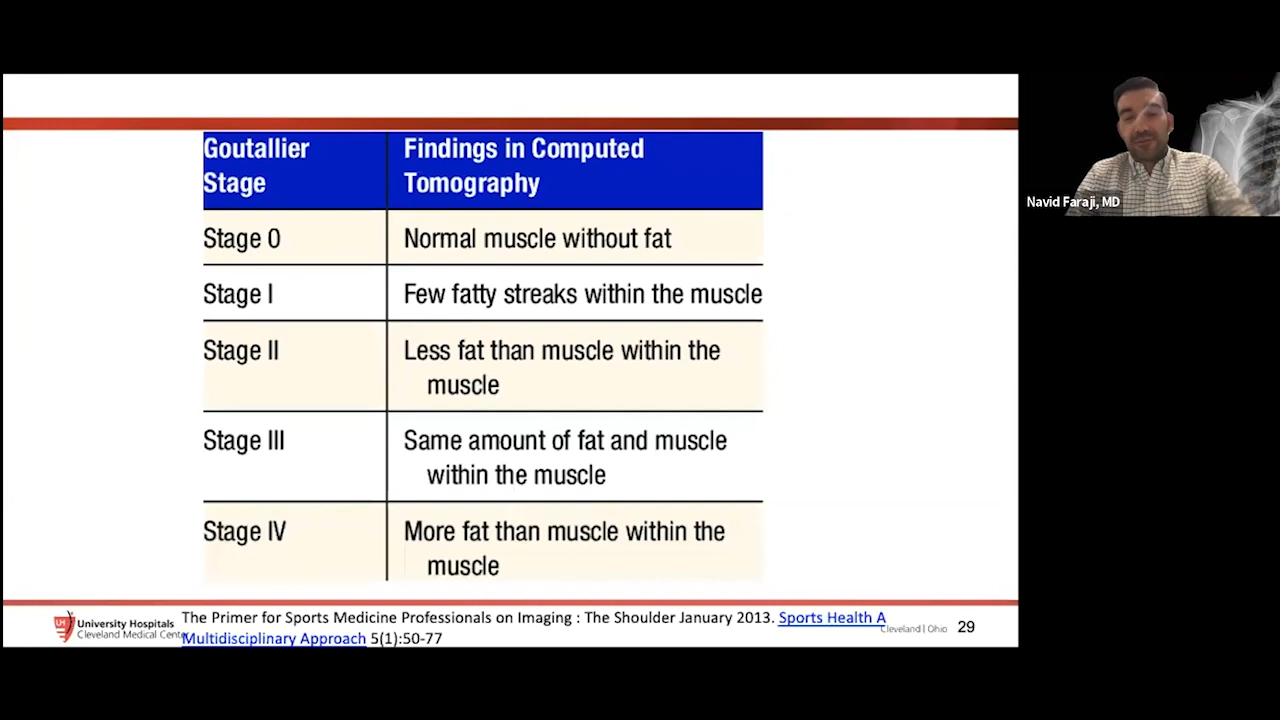 Goutallier
Stage
Findings in Computed
Tomography
Stage 0
Normal muscle without fat
Stage I
Few fatty streaks within the muscle
Stage II
Less fat than muscle within the
muscle
Stage III
Same amount of fat and muscle
within the muscle
Stage IV
More fat than muscle within the
muscle
UH
University Hospitals
Cleveland Medical Cente
The Primer for Sports Medicine Professionals on Imaging : The Shoulder January 2013. Sports Health A
Multidisciplinary Approach 5(1):50-77
Cleveland | Ohio
29
Navid Faraji, MD